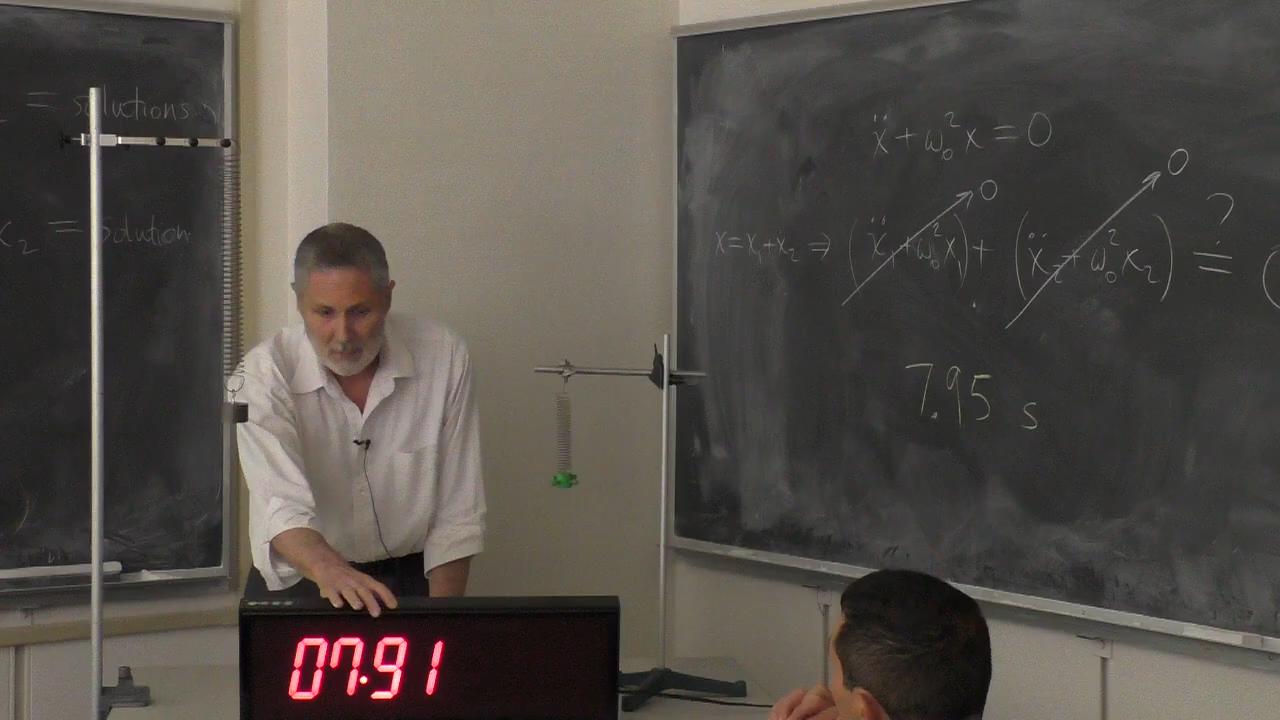 = solutions
x₂ = solution
ẍ + ω₀²x = 0
0
0
x = x₁ + x₂ ⇒ (ẍ₁ + ω₀²x₁) + (ẍ₂ + ω₀²x₂) ≟
7.95 s
07.91